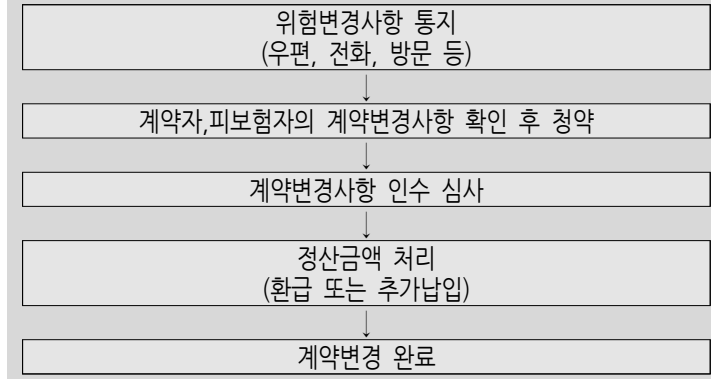 위험변경사항 통지
(우편, 전화, 방문 등)
↓
계약자,피보험자의 계약변경사항 확인 후 청약
↓
계약변경사항 인수 심사
↓
정산금액 처리
(환급 또는 추가납입)
↓
계약변경 완료